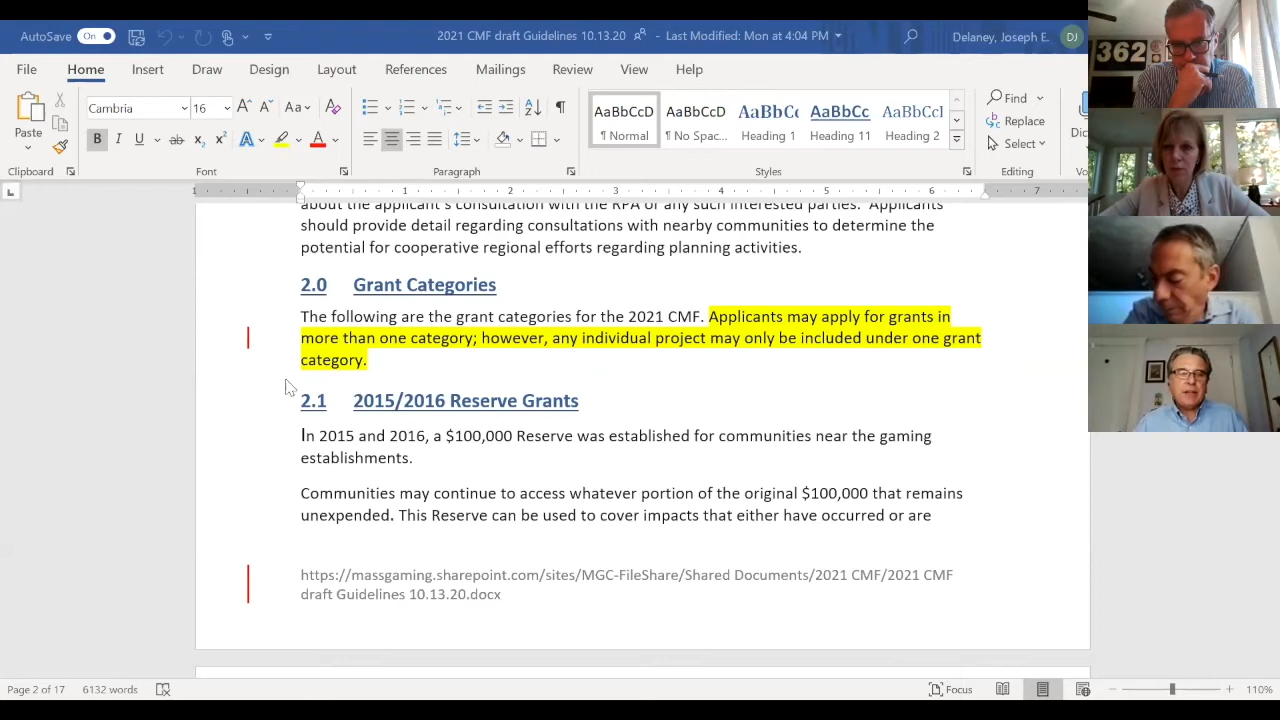 AutoSave On 2021 CMF draft Guidelines 10.13.20 - Last Modified: Mon at 4:04 PM Delaney, Joseph E. DJ
File Home Insert Draw Design Layout References Mailings Review View Help
Paste
Cambria 16
AaBbCcD AaBbCcD AaBbCc AaBbCc AaBbCcI
¶ Normal ¶ No Spac... Heading 1 Heading 11 Heading 2
Find
Replace
Select
Clipboard Font Paragraph Styles Editing
362
1 1 2 3 4 5 6 7
about the applicant's consultation with the RPA or any such interested parties. Applicants
should provide detail regarding consultations with nearby communities to determine the
potential for cooperative regional efforts regarding planning activities.
2.0 Grant Categories
The following are the grant categories for the 2021 CMF. Applicants may apply for grants in
more than one category; however, any individual project may only be included under one grant
category.
2.1 2015/2016 Reserve Grants
In 2015 and 2016, a $100,000 Reserve was established for communities near the gaming
establishments.
Communities may continue to access whatever portion of the original $100,000 that remains
unexpended. This Reserve can be used to cover impacts that either have occurred or are
https://massgaming.sharepoint.com/sites/MGC-FileShare/Shared Documents/2021 CMF/2021 CMF
draft Guidelines 10.13.20.docx
Page 2 of 17 6132 words Focus 110%